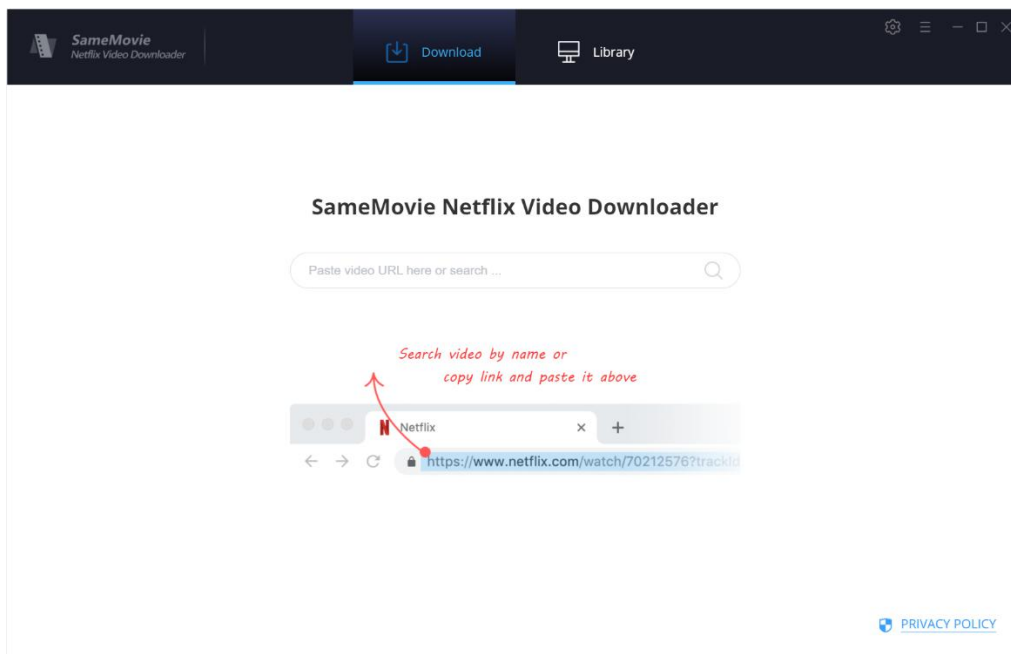 SameMovie
Netflix Video Downloader
Download
Library
SameMovie Netflix Video Downloader
Paste video URL here or search ...
Search video by name or
copy link and paste it above
Netflix
https://www.netflix.com/watch/70212576?trackId
PRIVACY POLICY